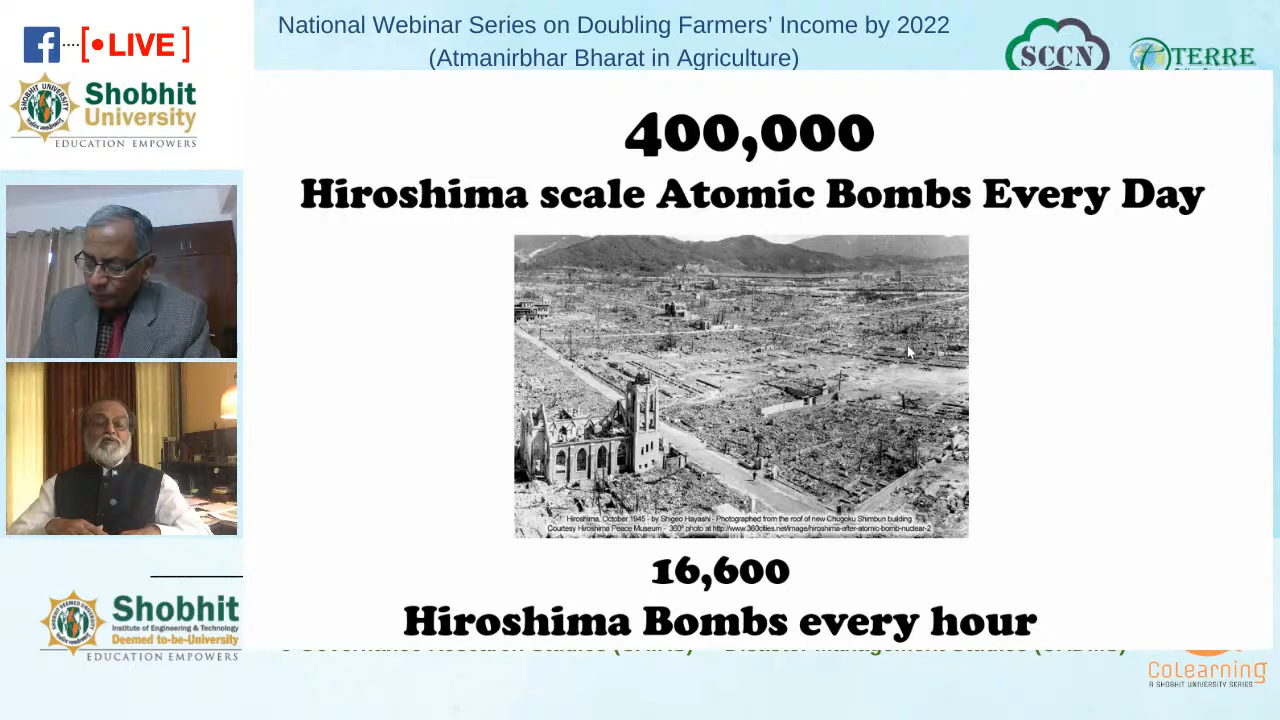 National Webinar Series on Doubling Farmers' Income by 2022
(Atmanirbhar Bharat in Agriculture)
[•LIVE]
SCCN
TERRE
SHOBHIT UNIVERSITY
Shobhit
University
EDUCATION EMPOWERS
400,000
Hiroshima scale Atomic Bombs Every Day
Hiroshima, October 1945 - by Shigeo Hayashi - Photographed from the roof of new Chugoku Shimbun building
Courtesy Hiroshima Peace Museum - 360° photo at http://www.360cities.net/image/hiroshima-after-atomic-bomb-nuclear-2
16,600
Hiroshima Bombs every hour
Shobhit
Institute of Engineering & Technology
Deemed to-be-University
EDUCATION EMPOWERS
CoLearning
A SHOBHIT UNIVERSITY SERIES